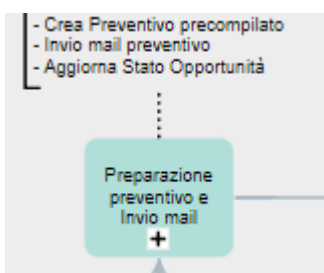 - Crea Preventivo precompilato
- Invio mail preventivo
- Aggiorna Stato Opportunità
Preparazione
preventivo e
Invio mail